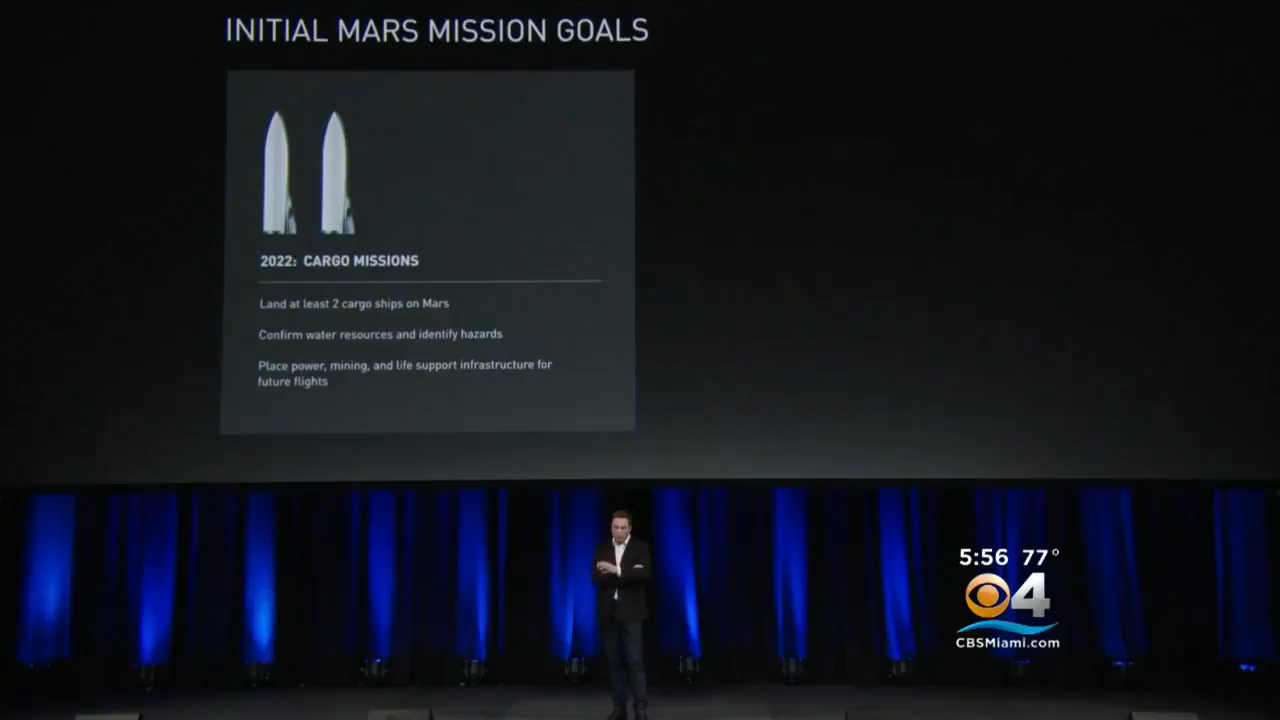 INITIAL MARS MISSION GOALS
2022: CARGO MISSIONS
Land at least 2 cargo ships on Mars
Confirm water resources and identify hazards
Place power, mining, and life support infrastructure for
future flights
5:56 77°
4
CBSMiami.com